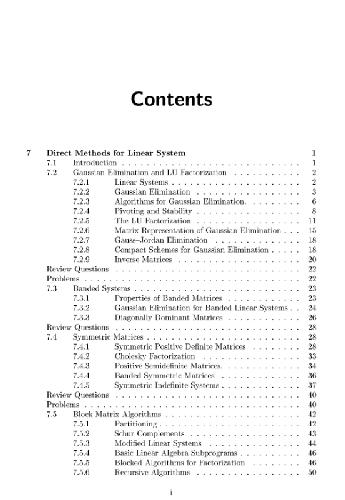 Contents
7 Direct Methods for Linear System 1
7.1 Introduction . . . . . . . . . . . . . . . . . . . . . . . . . . . . 1
7.2 Gaussian Elimination and LU Factorization . . . . . . . . . . . 2
7.2.1 Linear Systems . . . . . . . . . . . . . . . . . . . . 2
7.2.2 Gaussian Elimination . . . . . . . . . . . . . . . . . 3
7.2.3 Algorithms for Gaussian Elimination . . . . . . . . . 6
7.2.4 Pivoting and Stability . . . . . . . . . . . . . . . . . 8
7.2.5 The LU Factorization . . . . . . . . . . . . . . . . . 11
7.2.6 Matrix Representation of Gaussian Elimination . . . 15
7.2.7 Gauss–Jordan Elimination . . . . . . . . . . . . . . 18
7.2.8 Compact Schemes for Gaussian Elimination . . . . . 18
7.2.9 Inverse Matrices . . . . . . . . . . . . . . . . . . . 20
Review Questions . . . . . . . . . . . . . . . . . . . . . . . . . . . . . 22
Problems . . . . . . . . . . . . . . . . . . . . . . . . . . . . . . . . . . 22
7.3 Banded Systems . . . . . . . . . . . . . . . . . . . . . . . . . . 23
7.3.1 Properties of Banded Matrices . . . . . . . . . . . . 23
7.3.2 Gaussian Elimination for Banded Linear Systems . . 24
7.3.3 Diagonally Dominant Matrices . . . . . . . . . . . . 26
Review Questions . . . . . . . . . . . . . . . . . . . . . . . . . . . . . 28
7.4 Symmetric Matrices . . . . . . . . . . . . . . . . . . . . . . . . 28
7.4.1 Symmetric Positive Definite Matrices . . . . . . . . 28
7.4.2 Cholesky Factorization . . . . . . . . . . . . . . . . 33
7.4.3 Positive Semidefinite Matrices . . . . . . . . . . . . 34
7.4.4 Banded Symmetric Matrices . . . . . . . . . . . . . 36
7.4.5 Symmetric Indefinite Systems . . . . . . . . . . . . . 37
Review Questions . . . . . . . . . . . . . . . . . . . . . . . . . . . . . 40
Problems . . . . . . . . . . . . . . . . . . . . . . . . . . . . . . . . . . 40
7.5 Block Matrix Algorithms . . . . . . . . . . . . . . . . . . . . . 42
7.5.1 Partitioning . . . . . . . . . . . . . . . . . . . . . . 42
7.5.2 Schur Complements . . . . . . . . . . . . . . . . . . 43
7.5.3 Modified Linear Systems . . . . . . . . . . . . . . . 44
7.5.4 Basic Linear Algebra Subprograms . . . . . . . . . . 46
7.5.5 Blocked Algorithms for Factorization . . . . . . . . 46
7.5.6 Recursive Algorithms . . . . . . . . . . . . . . . . . 50
i